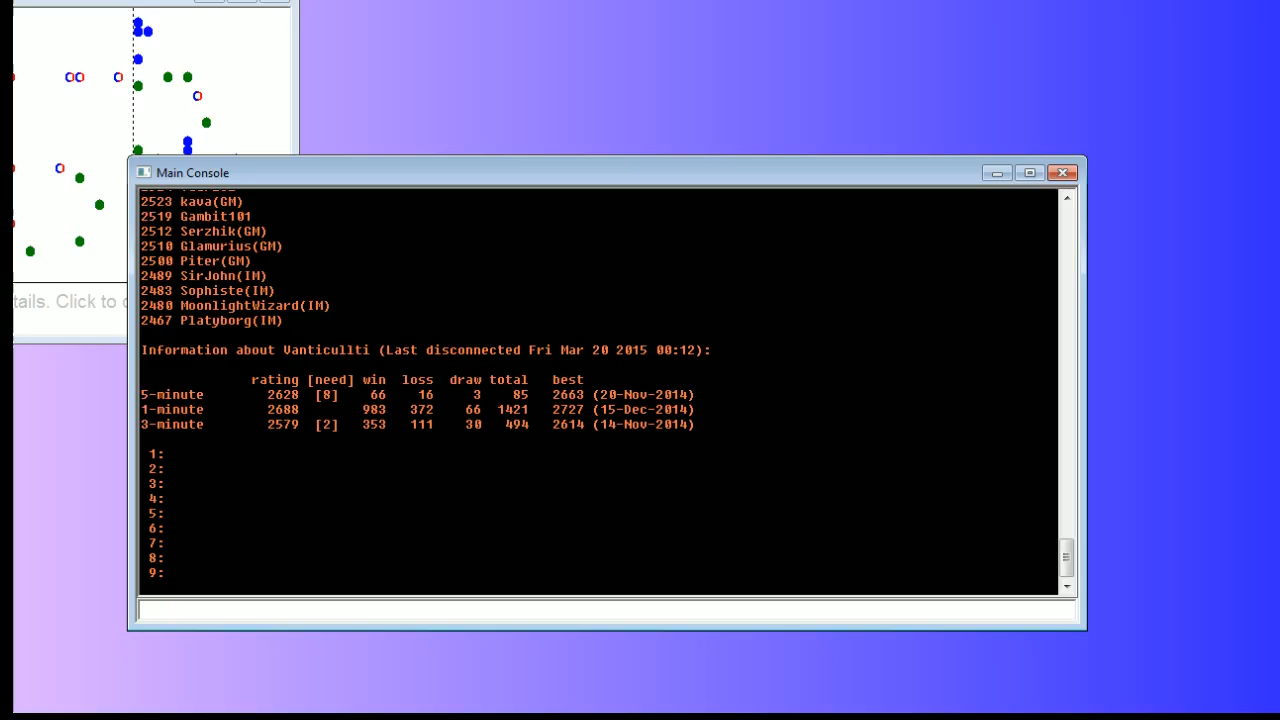 Main Console
2523 kava(GM)
2519 Gambit101
2512 Serzhik(GM)
2510 Glamurius(GM)
2500 Piter(GM)
2489 SirJohn(IM)
2483 Sophiste(IM)
2480 MoonlightWizard(IM)
2467 Platyborg(IM)
tails. Click to
Information about Vanticullti (Last disconnected Fri Mar 20 2015 00:12):
rating [need] win loss draw total best
5-minute 2628 [8] 66 16 3 85 2663 (20-Nov-2014)
1-minute 2688 983 372 66 1421 2727 (15-Dec-2014)
3-minute 2579 [2] 353 111 30 494 2614 (14-Nov-2014)
1:
2:
3:
4:
5:
6:
7:
8:
9: